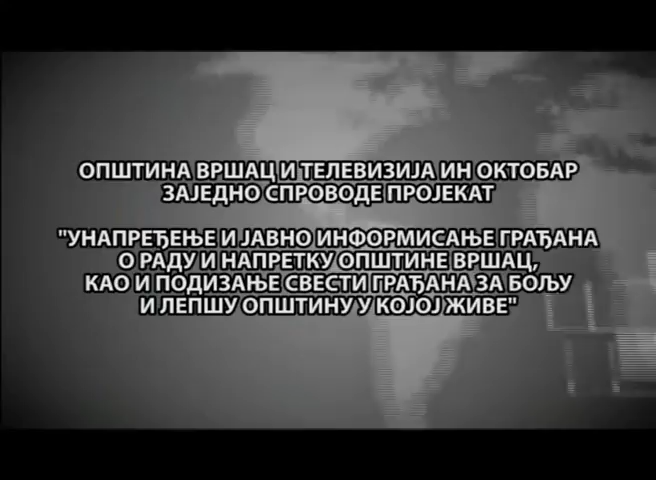 ОПШТИНА ВРШАЦ И ТЕЛЕВИЗИЈА ИН ОКТОБАР
ЗАЈЕДНО СПРОВОДЕ ПРОЈЕКАТ
"УНАПРЕЂЕЊЕ И ЈАВНО ИНФОРМИСАЊЕ ГРАЂАНА
О РАДУ И НАПРЕТКУ ОПШТИНЕ ВРШАЦ,
КАО И ПОДИЗАЊЕ СВЕСТИ ГРАЂАНА ЗА БОЉУ
И ЛЕПШУ ОПШТИНУ У КОЈОЈ ЖИВЕ"